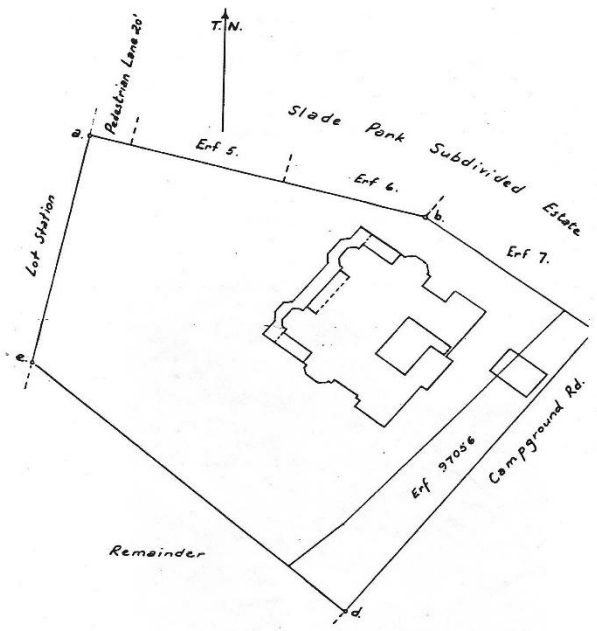 Pedestrian Lane 20'
T. N.
Slade Park Subdivided Estate
a.
Erf 5.
Erf 6.
b.
Erf 7.
Lot Station
e.
Campground Rd.
Erf 97056
Remainder
d.